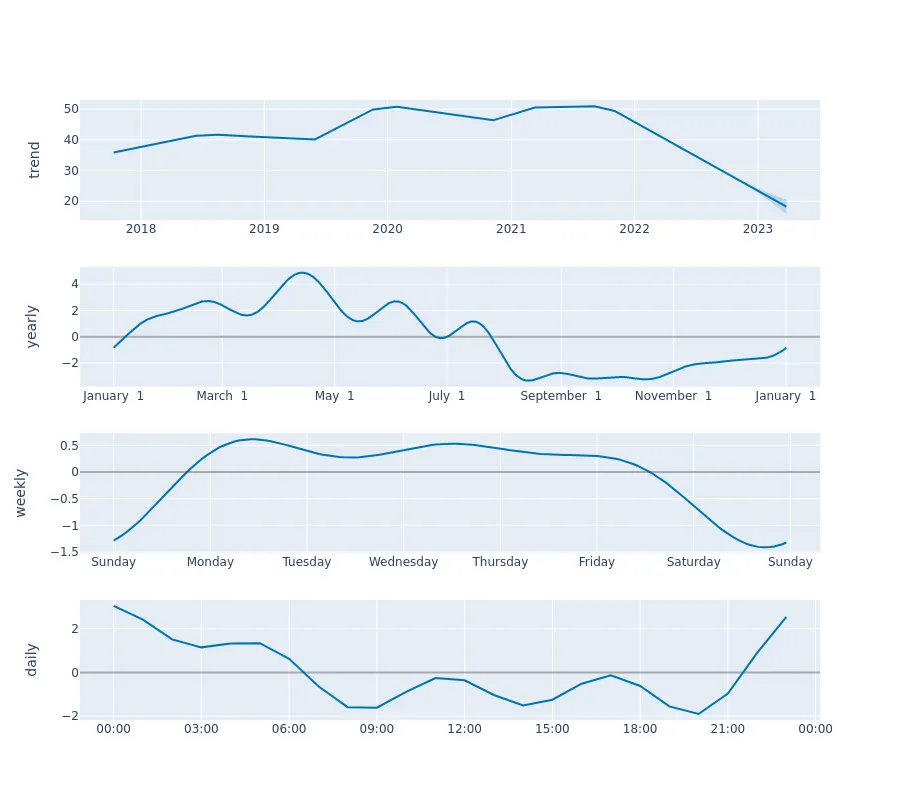 trend
50
40
30
20
2018 2019 2020 2021 2022 2023
yearly
4
2
0
−2
January 1 March 1 May 1 July 1 September 1 November 1 January 1
weekly
0.5
0
−0.5
−1
−1.5
Sunday Monday Tuesday Wednesday Thursday Friday Saturday Sunday
daily
2
0
−2
00:00 03:00 06:00 09:00 12:00 15:00 18:00 21:00 00:00